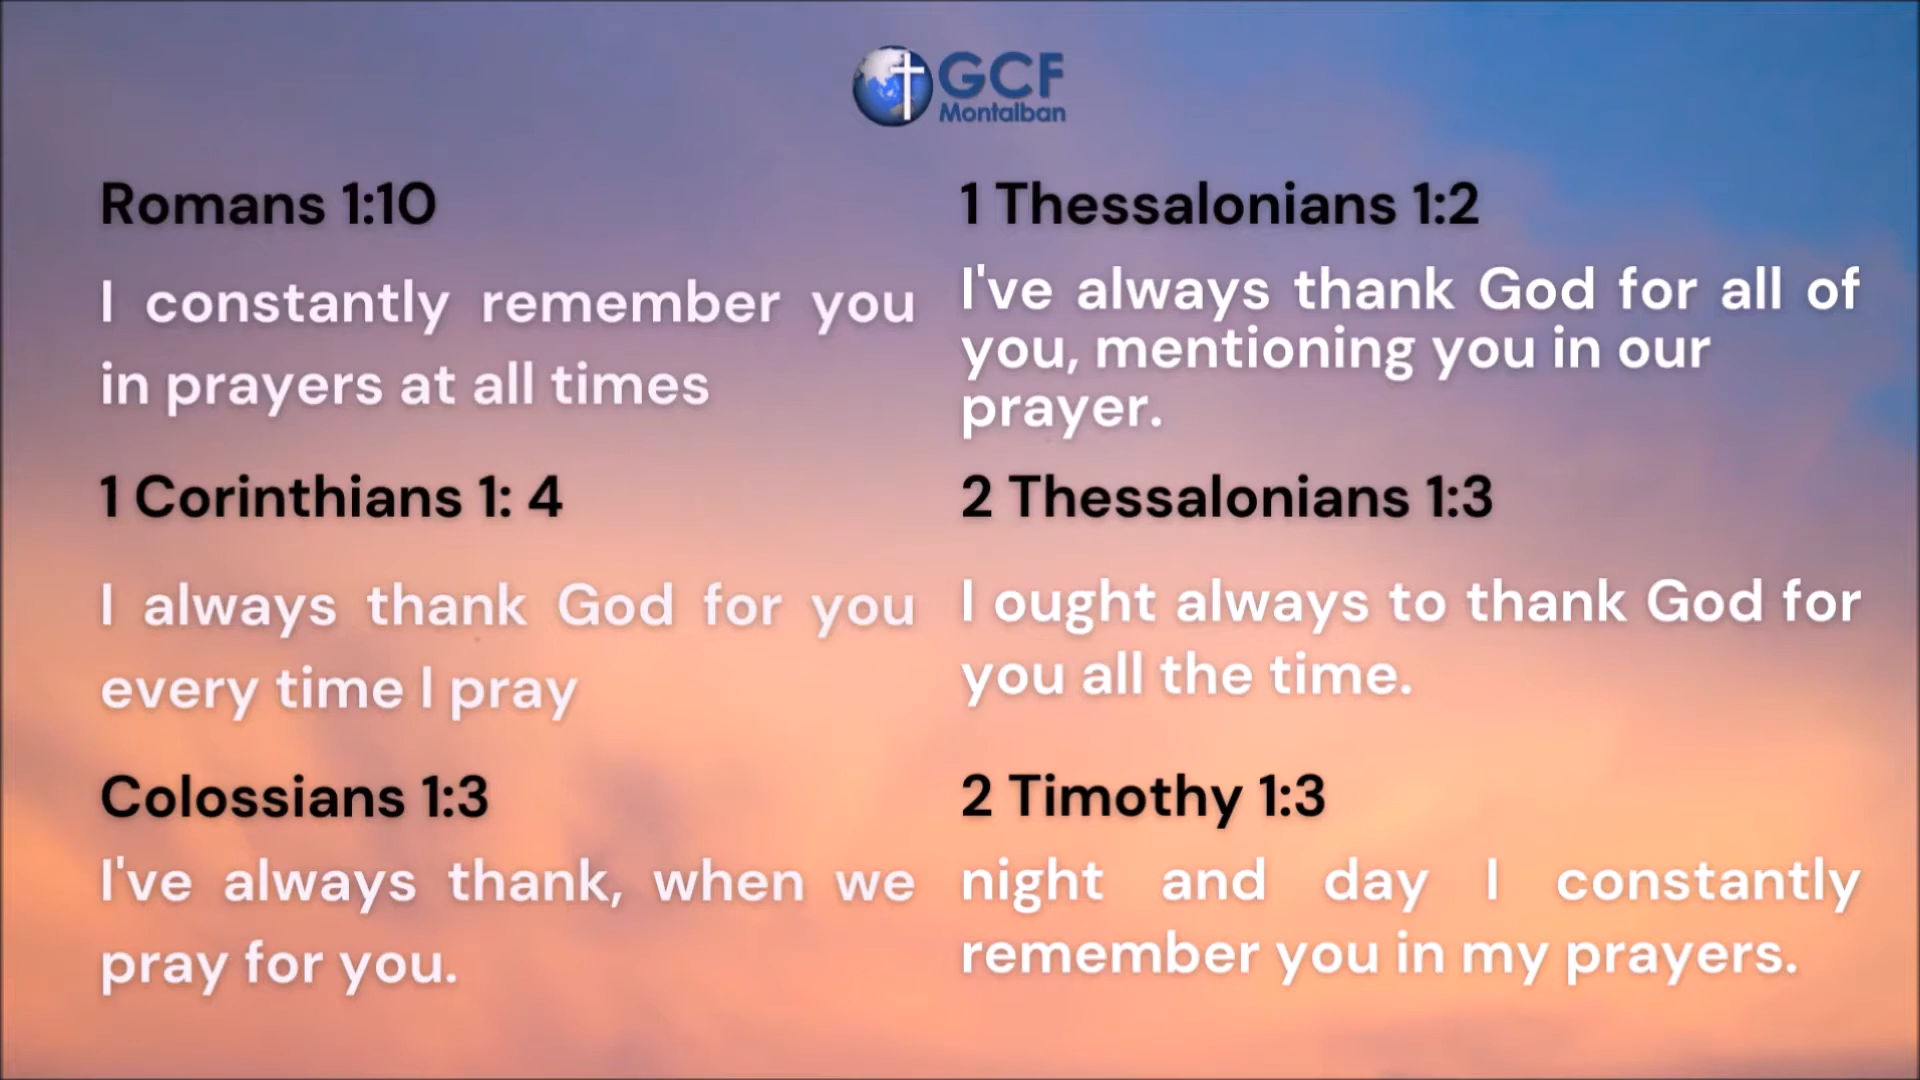 GCF
Montalban
Romans 1:10
I constantly remember you
in prayers at all times
1 Corinthians 1: 4
I always thank God for you
every time I pray
Colossians 1:3
I've always thank, when we
pray for you.
1 Thessalonians 1:2
I've always thank God for all of
you, mentioning you in our
prayer.
2 Thessalonians 1:3
I ought always to thank God for
you all the time.
2 Timothy 1:3
night and day I constantly
remember you in my prayers.